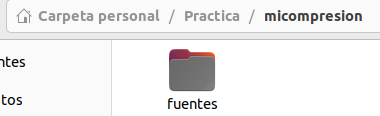 Carpeta personal / Practica / micompresion
ntes
tos
fuentes